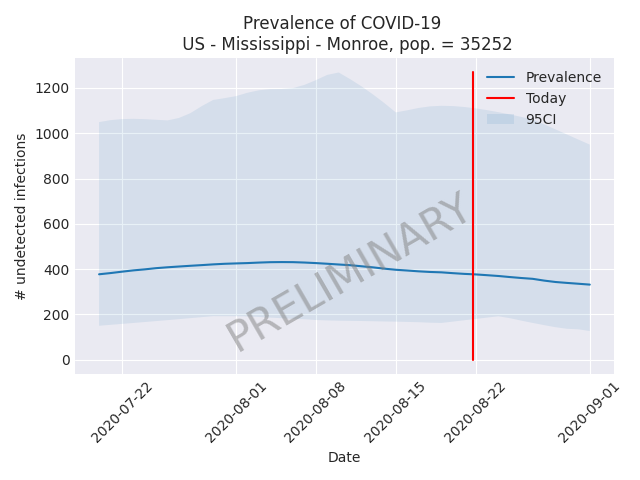 Prevalence of COVID-19
US - Mississippi - Monroe, pop. = 35252
# undetected infections
1200
1000
800
600
400
200
0
Prevalence
Today
95CI
PRELIMINARY
2020-07-22
2020-08-01
2020-08-08
2020-08-15
2020-08-22
2020-09-01
Date